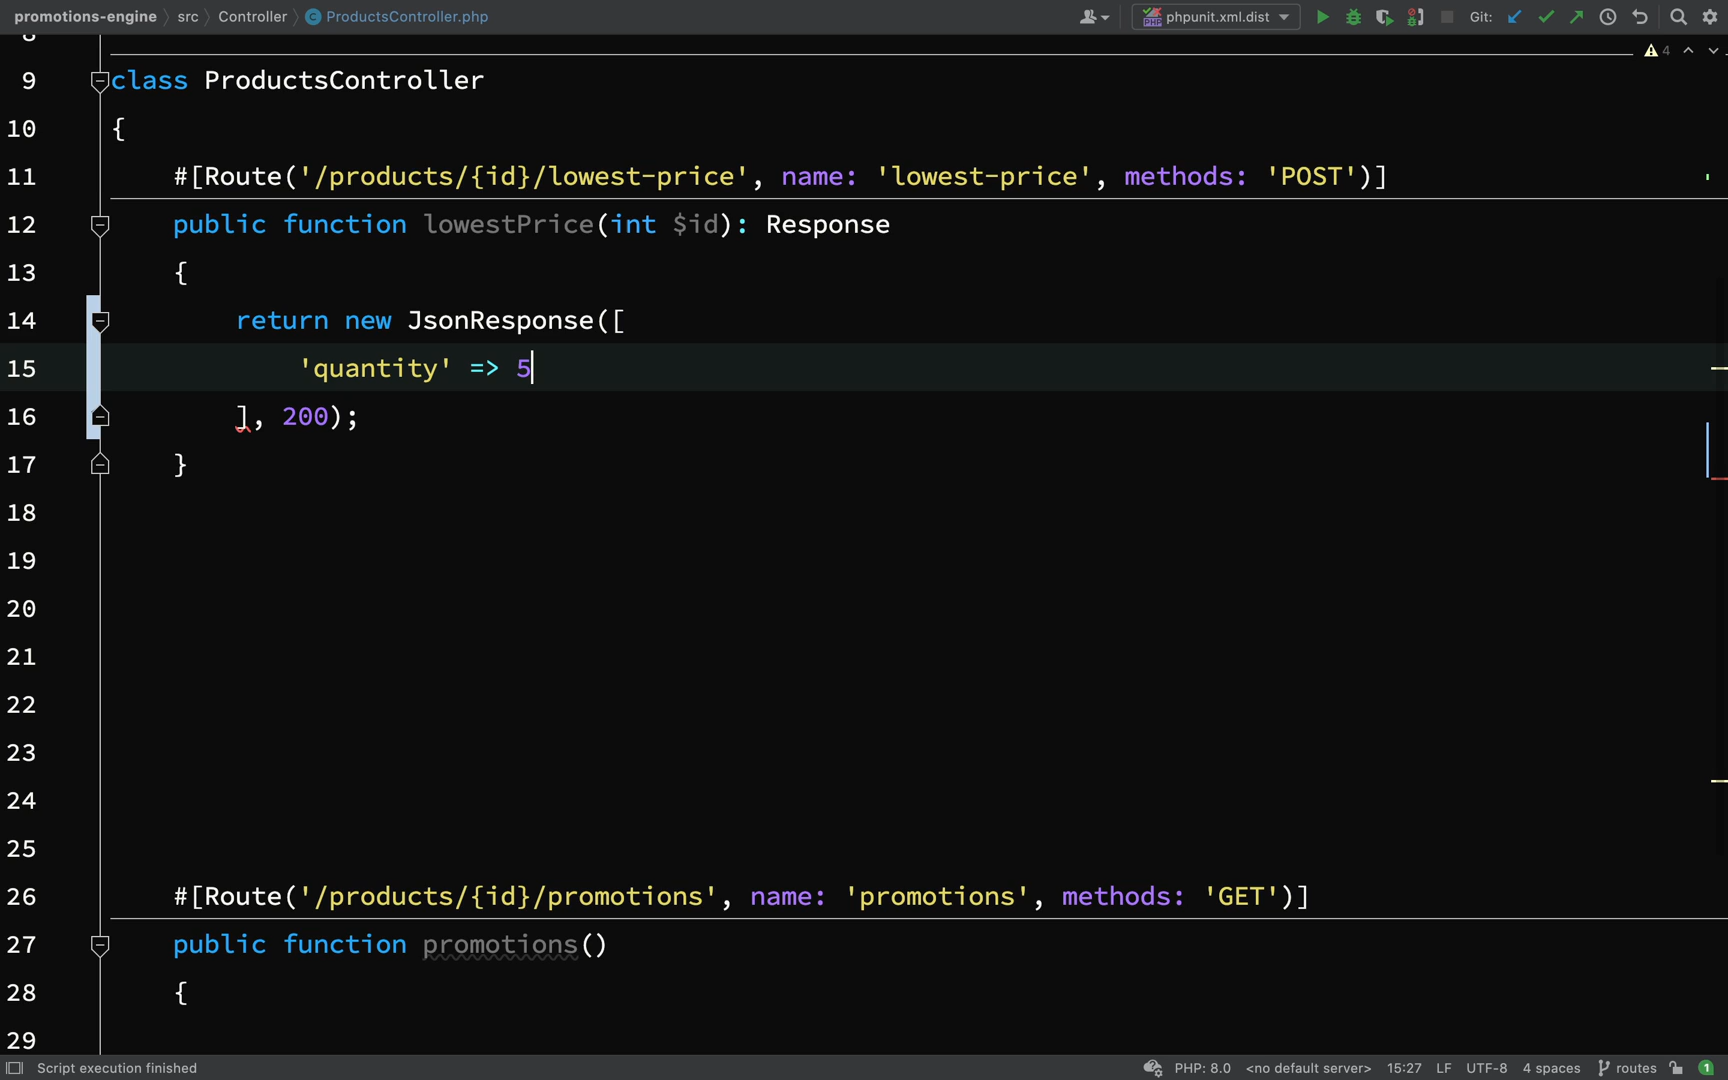 promotions-engine src Controller ProductsController.php phpunit.xml.dist Git:
4
8
9 class ProductsController
10 {
11 #[Route('/products/{id}/lowest-price', name: 'lowest-price', methods: 'POST')]
12 public function lowestPrice(int $id): Response
13 {
14 return new JsonResponse([
15 'quantity' => 5
16 ], 200);
17 }
18
19
20
21
22
23
24
25
26 #[Route('/products/{id}/promotions', name: 'promotions', methods: 'GET')]
27 public function promotions()
28 {
29
Script execution finished PHP: 8.0 <no default server> 15:27 LF UTF-8 4 spaces routes 1